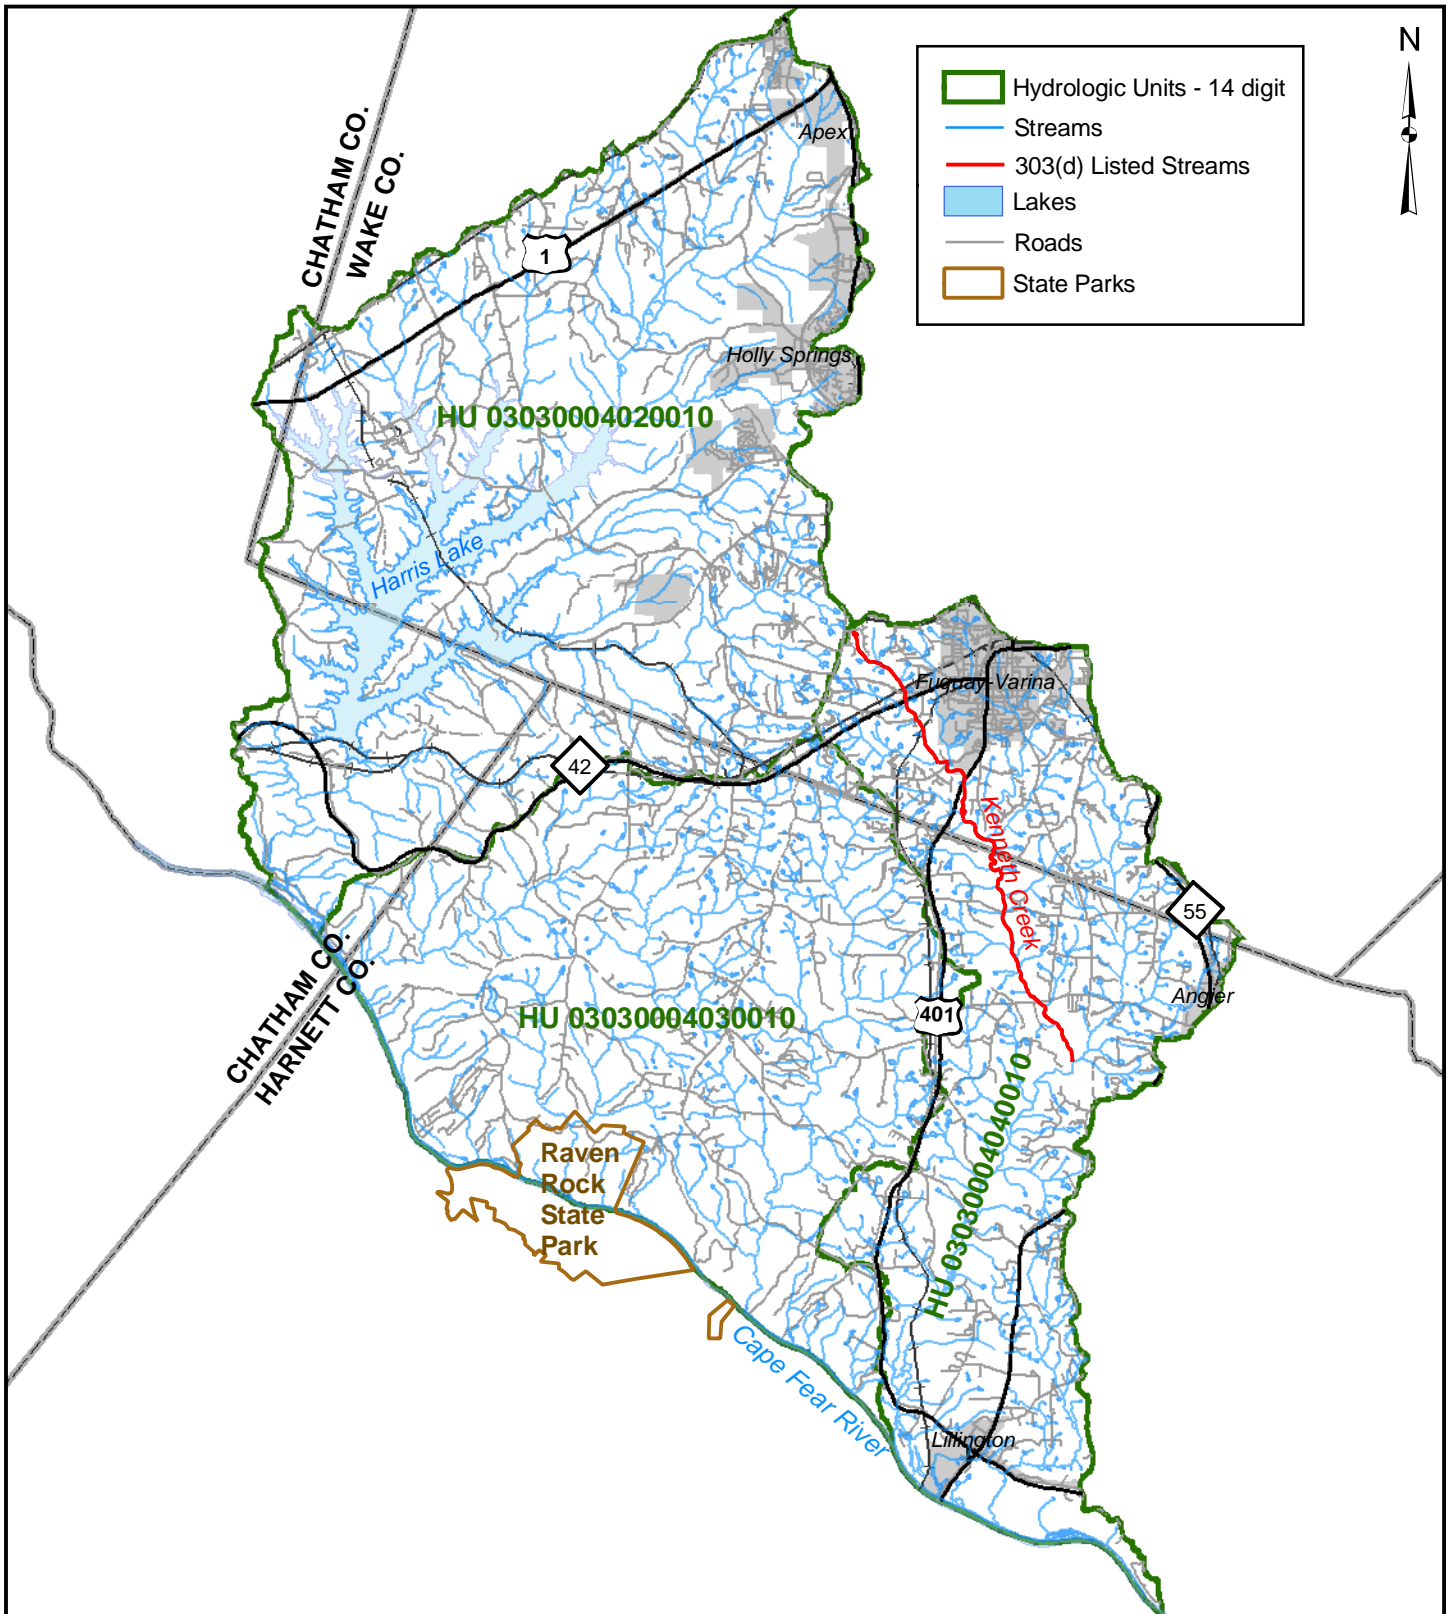 N
Hydrologic Units - 14 digit
Streams
303(d) Listed Streams
Lakes
Roads
State Parks
CHATHAM CO.
WAKE CO.
Apex
1
Holly Springs
HU 03030004020010
Harris Lake
Fuquay-Varina
42
Kenneth Creek
55
Angier
CHATHAM CO.
HARNETT CO.
HU 03030004030010
401
HU 03030004040010
Raven
Rock
State
Park
Cape Fear River
Lillington